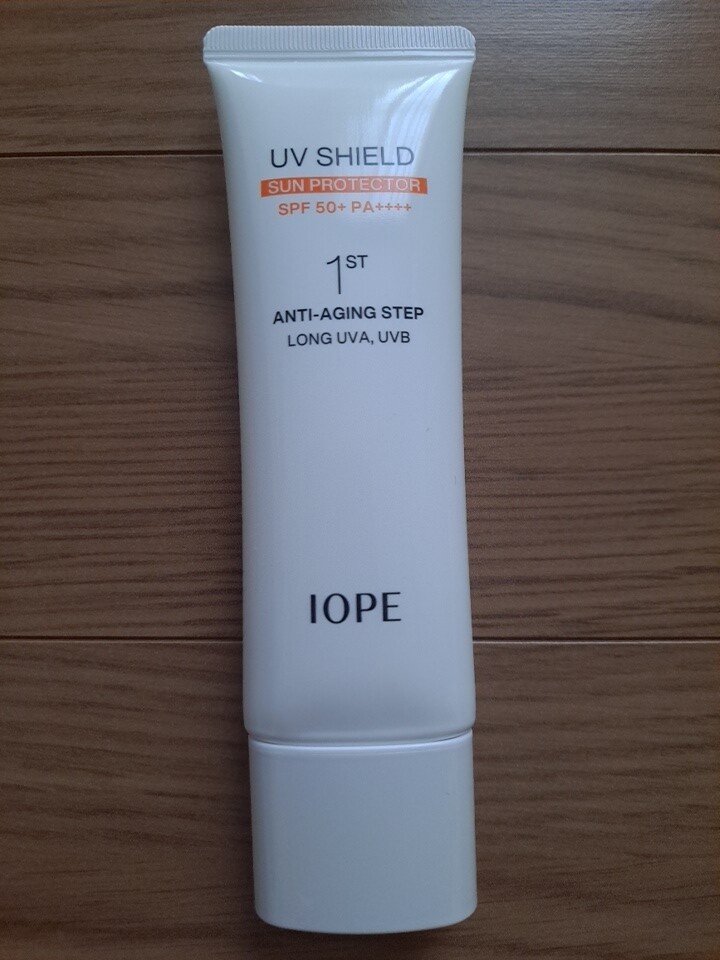 UV SHIELD
SUN PROTECTOR
SPF 50+ PA++++
1ST
ANTI-AGING STEP
LONG UVA, UVB
IOPE